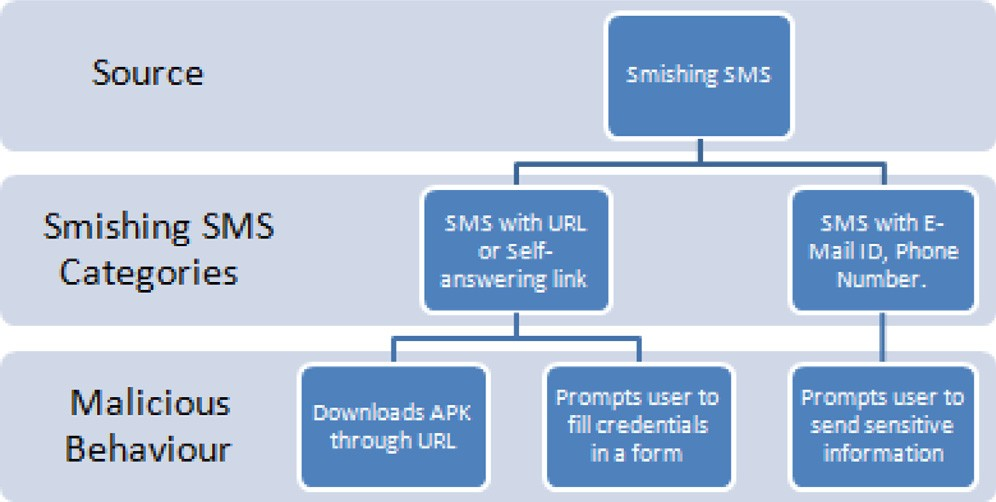 Source
Smishing SMS
Smishing SMS
Categories
SMS with URL
or Self-
answering link
SMS with E-
Mail ID, Phone
Number.
Malicious
Behaviour
Downloads APK
through URL
Prompts user to
fill credentials
in a form
Prompts user to
send sensitive
information